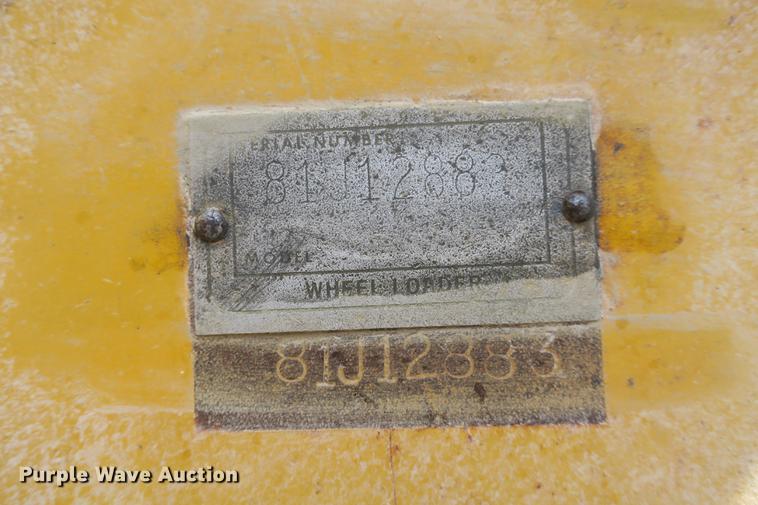 ERIAL NUMBER
81J12883
MODEL
WHEEL LOADER
81J12883
Purple Wave Auction